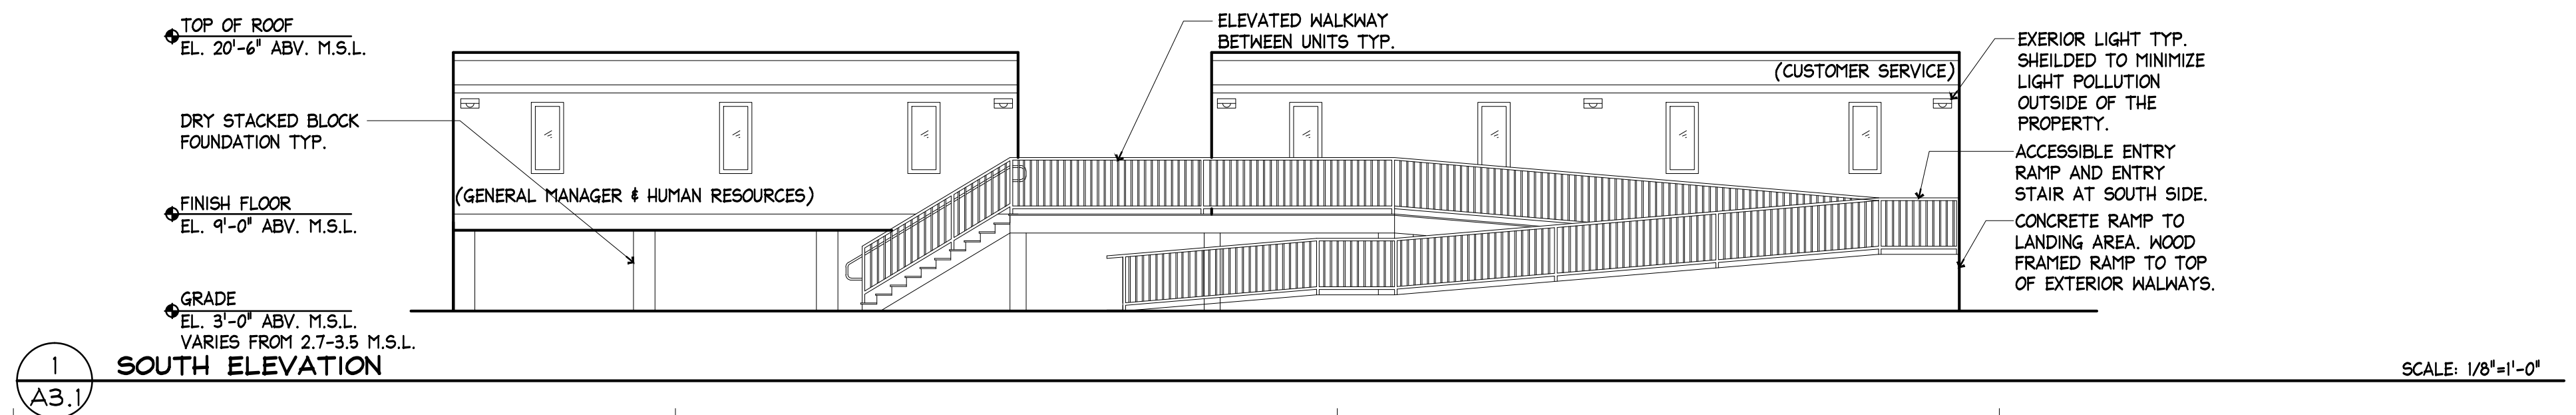 TOP OF ROOF
EL. 20'-6" ABV. M.S.L.
DRY STACKED BLOCK
FOUNDATION TYP.
FINISH FLOOR
EL. 9'-0" ABV. M.S.L.
GRADE
EL. 3'-0" ABV. M.S.L.
VARIES FROM 2.7-3.5 M.S.L.
(GENERAL MANAGER & HUMAN RESOURCES)
ELEVATED WALKWAY
BETWEEN UNITS TYP.
(CUSTOMER SERVICE)
EXERIOR LIGHT TYP.
SHEILDED TO MINIMIZE
LIGHT POLLUTION
OUTSIDE OF THE
PROPERTY.
ACCESSIBLE ENTRY
RAMP AND ENTRY
STAIR AT SOUTH SIDE.
CONCRETE RAMP TO
LANDING AREA. WOOD
FRAMED RAMP TO TOP
OF EXTERIOR WALWAYS.
1
A3.1
SOUTH ELEVATION
SCALE: 1/8"=1'-0"